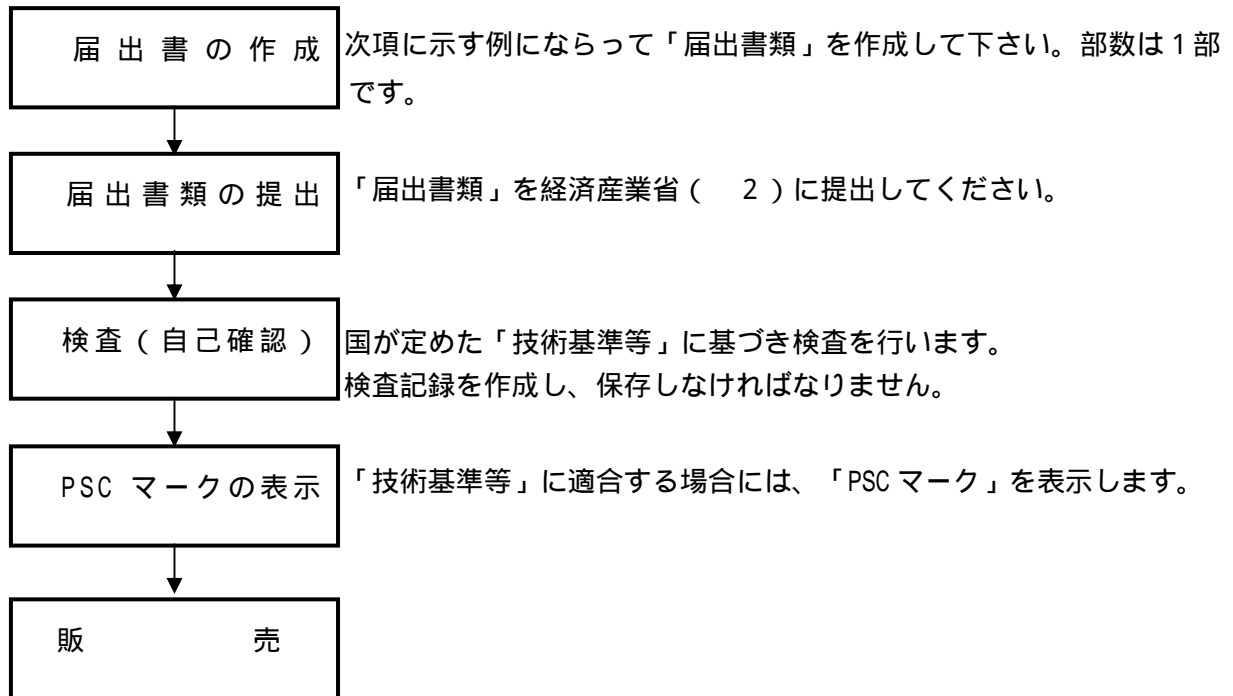 届出書の作成
次項に示す例にならって「届出書類」を作成して下さい。部数は1部
です。
届出書類の提出
「届出書類」を経済産業省(　2)に提出してください。
検査(自己確認)
国が定めた「技術基準等」に基づき検査を行います。
検査記録を作成し、保存しなければなりません。
PSC マークの表示
「技術基準等」に適合する場合には、「PSC マーク」を表示します。
販売